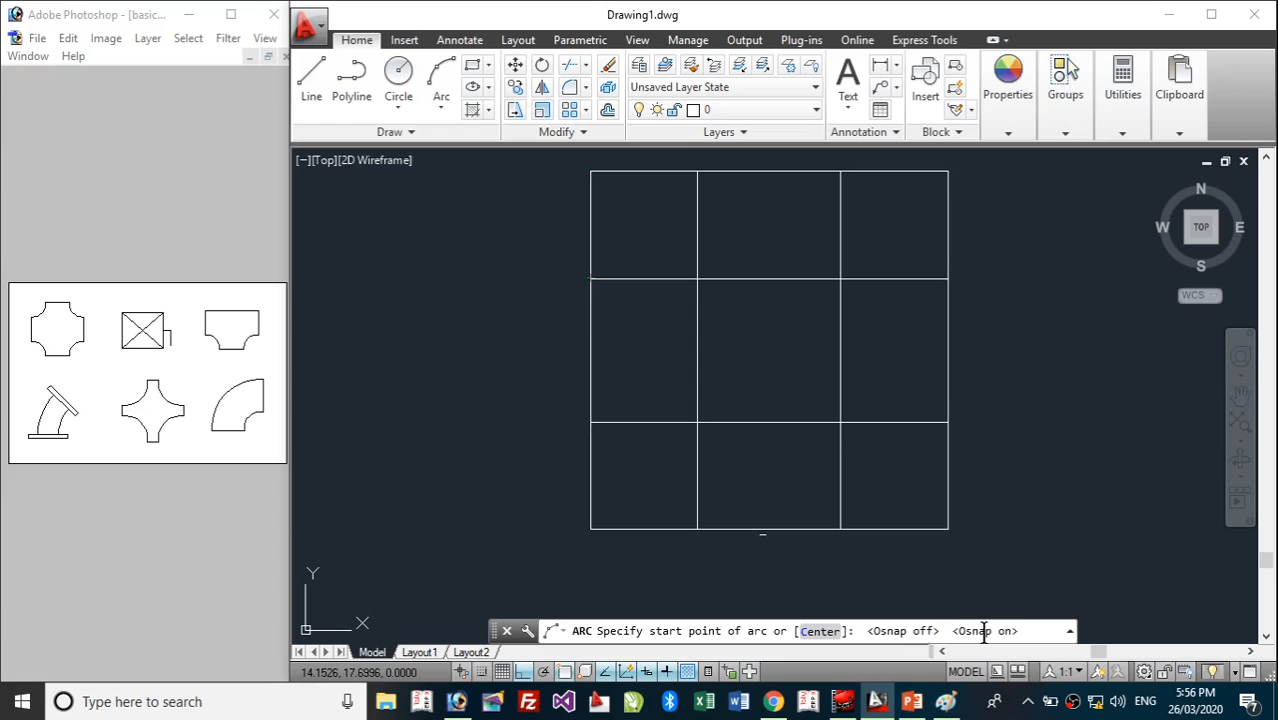 Adobe Photoshop - [basic...
File Edit Image Layer Select Filter View
Window Help
Drawing1.dwg
Home Insert Annotate Layout Parametric View Manage Output Plug-ins Online Express Tools
Line Polyline Circle Arc
Unsaved Layer State
0
Text Insert Properties Groups Utilities Clipboard
Draw Modify Layers Annotation Block
[−][Top][2D Wireframe]
N
W TOP E
S
WCS
Y
X
ARC Specify start point of arc or [Center]: <Osnap off> <Osnap on>
Model Layout1 Layout2
14.1526, 17.6996, 0.0000
MODEL 1:1
Type here to search
ENG
5:56 PM
26/03/2020